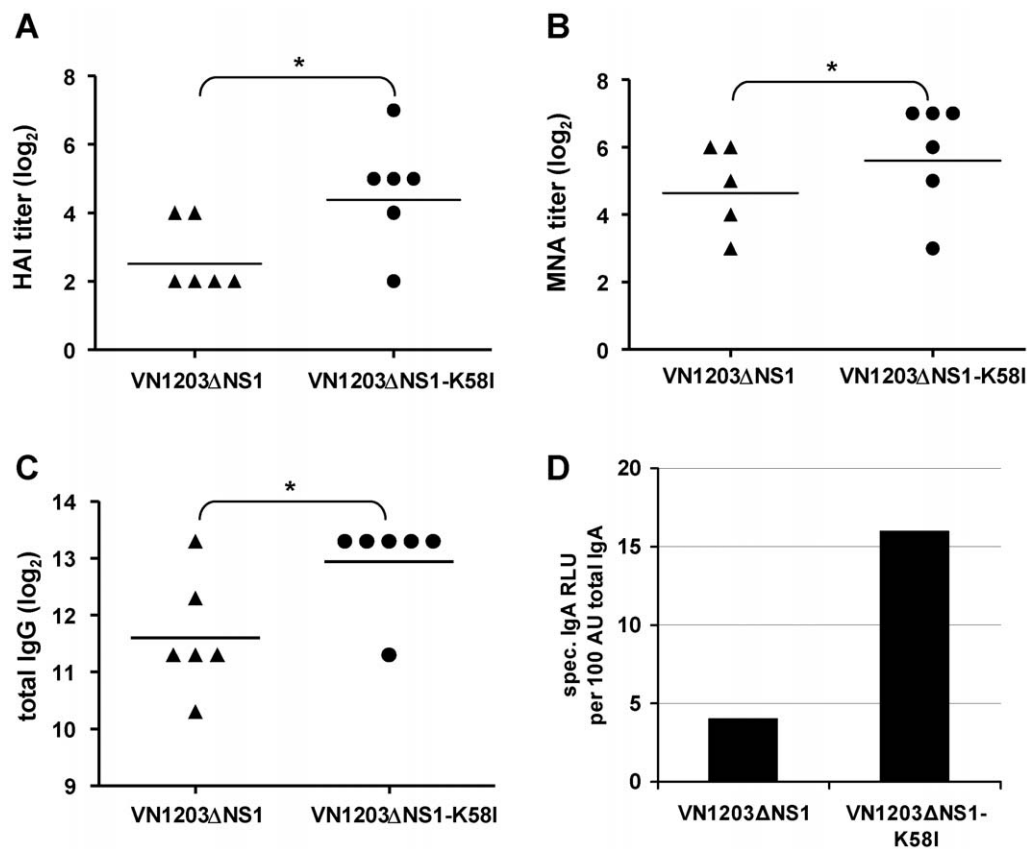 A
*
8
6
4
2
0
HAI titer (log2)
VN1203ΔNS1
VN1203ΔNS1-K58I
B
*
8
6
4
2
0
MNA titer (log2)
VN1203ΔNS1
VN1203ΔNS1-K58I
C
*
14
13
12
11
10
9
total IgG (log2)
VN1203ΔNS1
VN1203ΔNS1-K58I
D
20
15
10
5
0
spec. IgA RLU
per 100 AU total IgA
VN1203ΔNS1
VN1203ΔNS1-
K58I